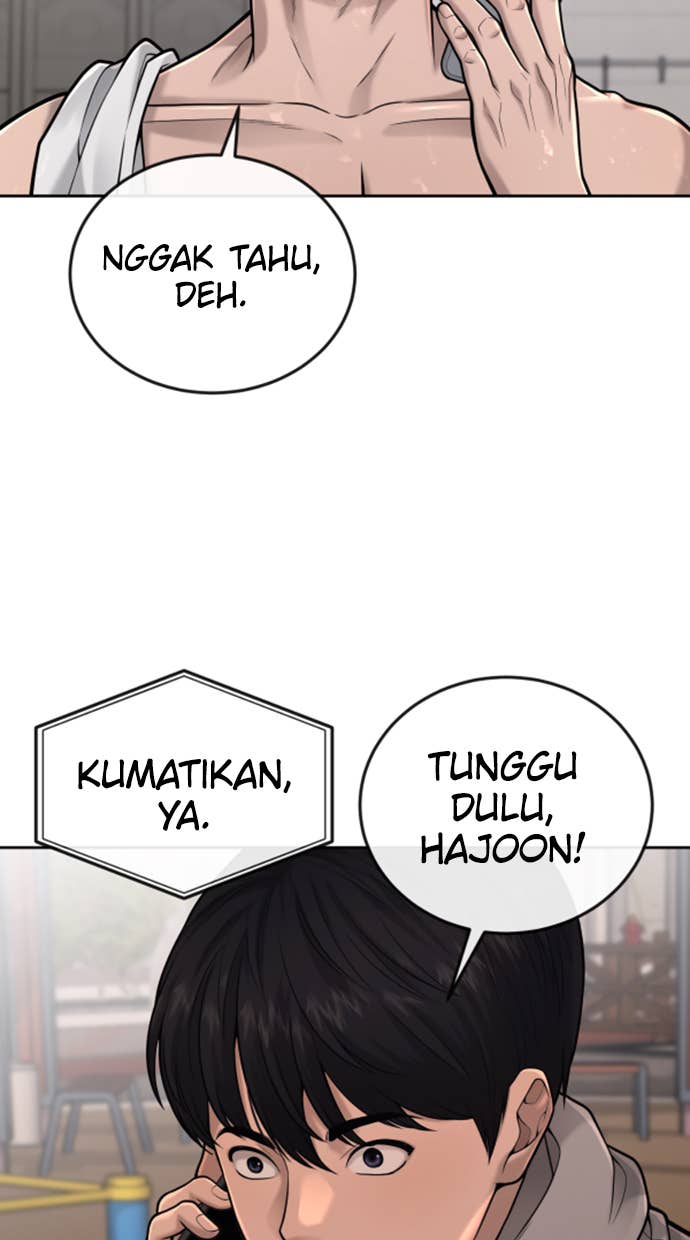 NGGAK TAHU,
DEH.
KUMATIKAN,
YA.
TUNGGU
DULU,
HAJOON!